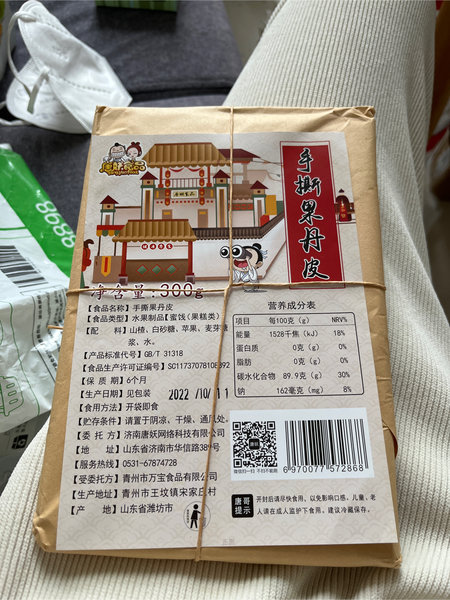 手撕果丹皮
净含量:300g
【食品名称】手撕果丹皮
【食品类型】水果制品】蜜饯(果糕类)
【配 料】山楂、白砂糖、苹果、麦芽糖
浆、水。
【产品标准代号】GB/T 31318
【食品生产许可证编号】SC11737078108892
【保 质 期】6个月
【生产日期】见包装 2022/10/11
【食用方法】开袋即食
【贮存条件】请置于阴凉、干燥、通风处。
【委 托 方】济南唐妖网络科技有限公司
【地 址】山东省济南市华信路389号
【服务热线】0531-67874728
【受委托方】青州市万宝食品有限公司
【生产地址】青州市王坟镇宋家庄村
【产 地】山东省潍坊市
营养成分表
项目 每100克(g) NRV%
能量 1528千焦(kJ) 18%
蛋白质 0克(g) 0%
脂肪 0克(g) 0%
碳水化合物 89.9克(g) 30%
钠 162毫克(mg) 8%
6970077572868
唐哥
提示
开封后请尽快食用,以免影响口感,儿童、老
人请在成人监护下食用。建议冷藏保存。
8698